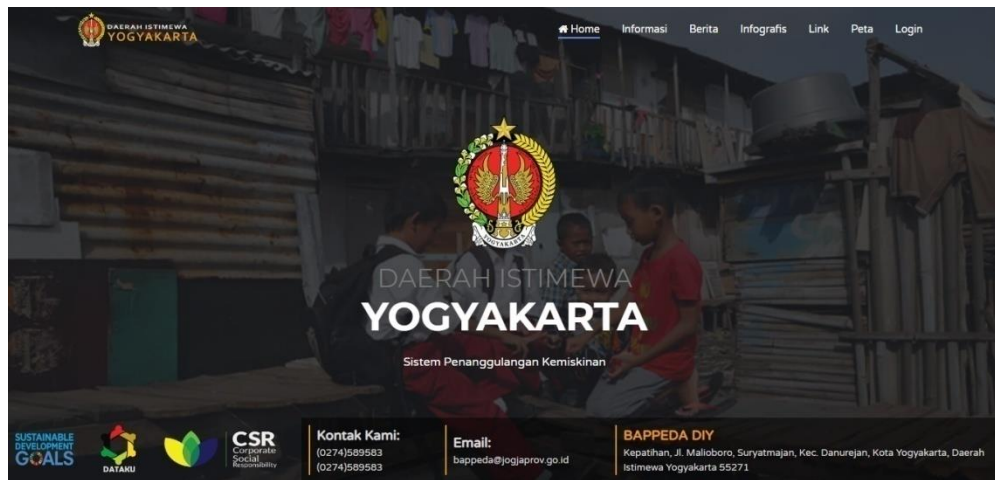 DAERAH ISTIMEWA
YOGYAKARTA
Home Informasi Berita Infografis Link Peta Login
YOGYAKARTA
DAERAH ISTIMEWA
YOGYAKARTA
Sistem Penanggulangan Kemiskinan
SUSTAINABLE
DEVELOPMENT
GOALS
DATAKU
CSR
Corporate
Social
Responsibility
Kontak Kami:
(0274)589583
(0274)589583
Email:
bappeda@jogjaprov.go.id
BAPPEDA DIY
Kepatihan, Jl. Malioboro, Suryatmajan, Kec. Danurejan, Kota Yogyakarta, Daerah
Istimewa Yogyakarta 55271